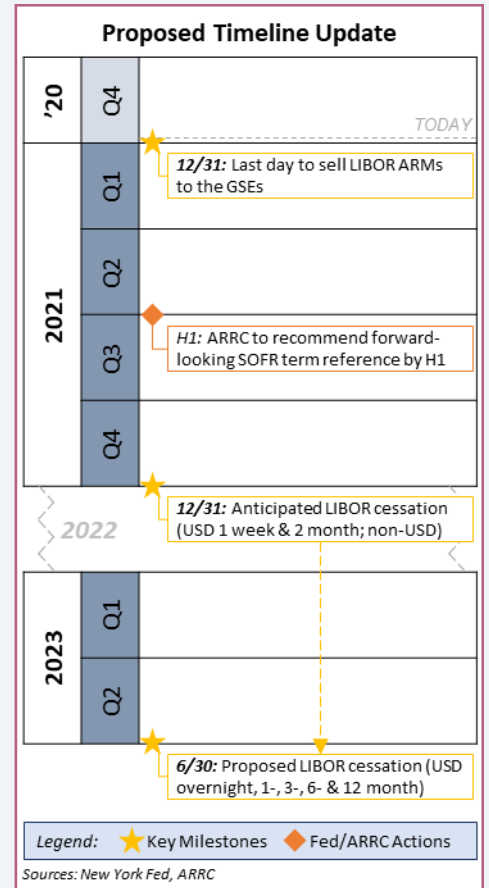 Proposed Timeline Update
'20
Q4
TODAY
12/31: Last day to sell LIBOR ARMs
to the GSEs
2021
Q1
Q2
H1: ARRC to recommend forward-
looking SOFR term reference by H1
Q3
Q4
12/31: Anticipated LIBOR cessation
(USD 1 week & 2 month; non-USD)
2022
2023
Q1
Q2
6/30: Proposed LIBOR cessation (USD
overnight, 1-, 3-, 6- & 12 month)
Legend: Key Milestones Fed/ARRC Actions
Sources: New York Fed, ARRC